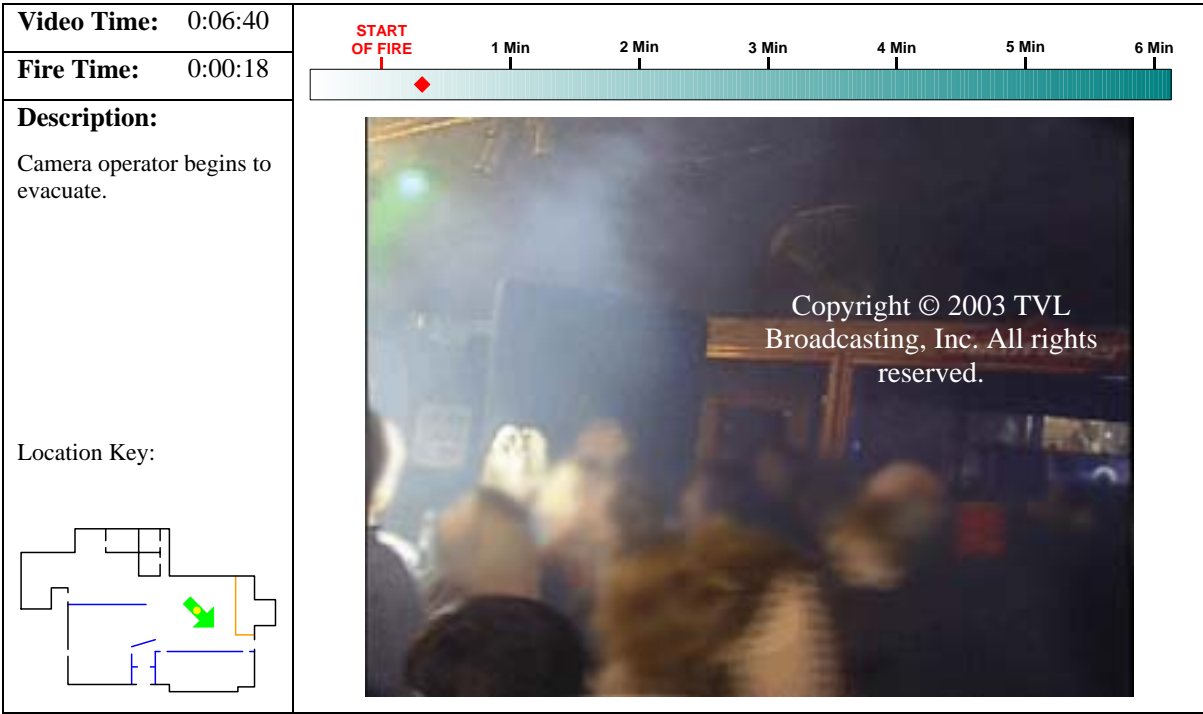 Video Time: 0:06:40
Fire Time: 0:00:18
Description:
Camera operator begins to
evacuate.
Location Key:
START
OF FIRE
1 Min
2 Min
3 Min
4 Min
5 Min
6 Min
Copyright © 2003 TVL
Broadcasting, Inc. All rights
reserved.